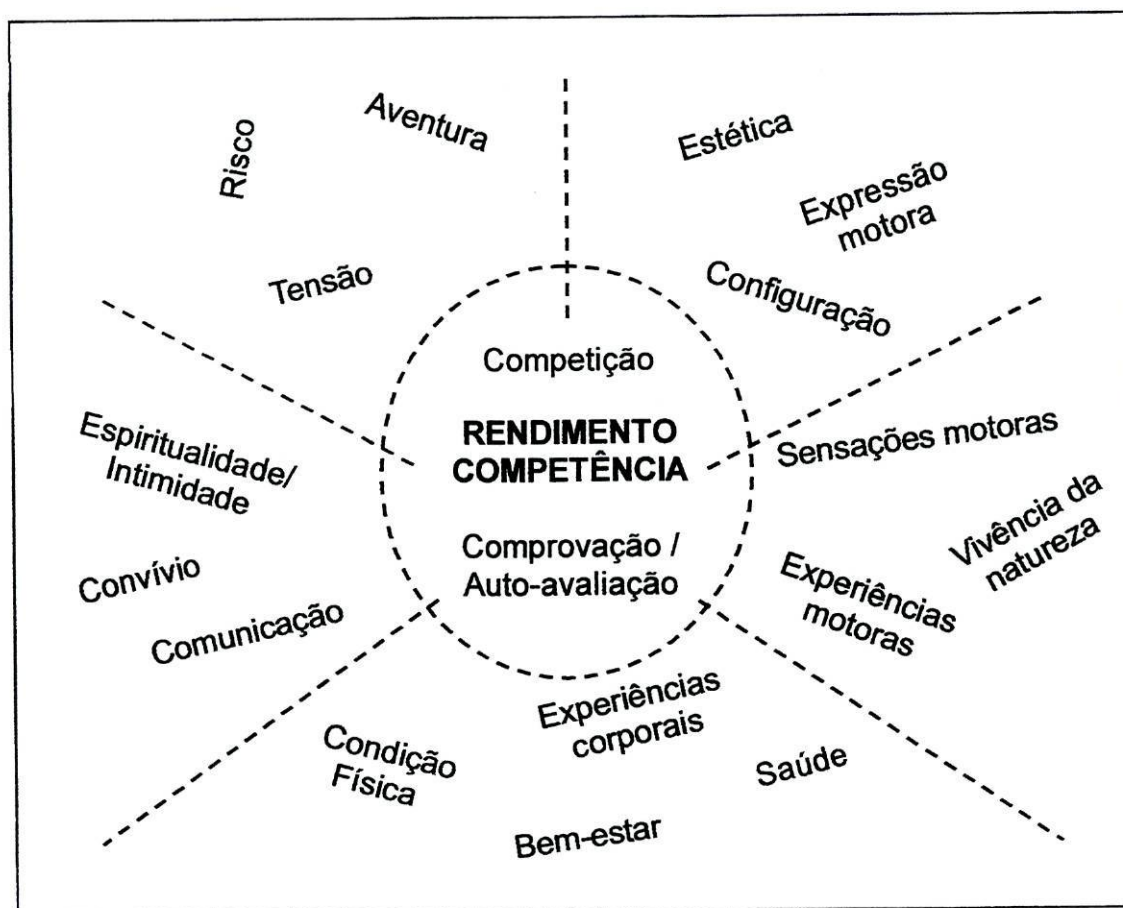 Risco
Aventura
Tensão
Estética
Expressão
motora
Configuração
Competição
RENDIMENTO
COMPETÊNCIA
Comprovação /
Auto-avaliação
Espiritualidade/
Intimidade
Convívio
Comunicação
Sensações motoras
Vivência da
natureza
Experiências
motoras
Condição
Física
Experiências
corporais
Bem-estar
Saúde